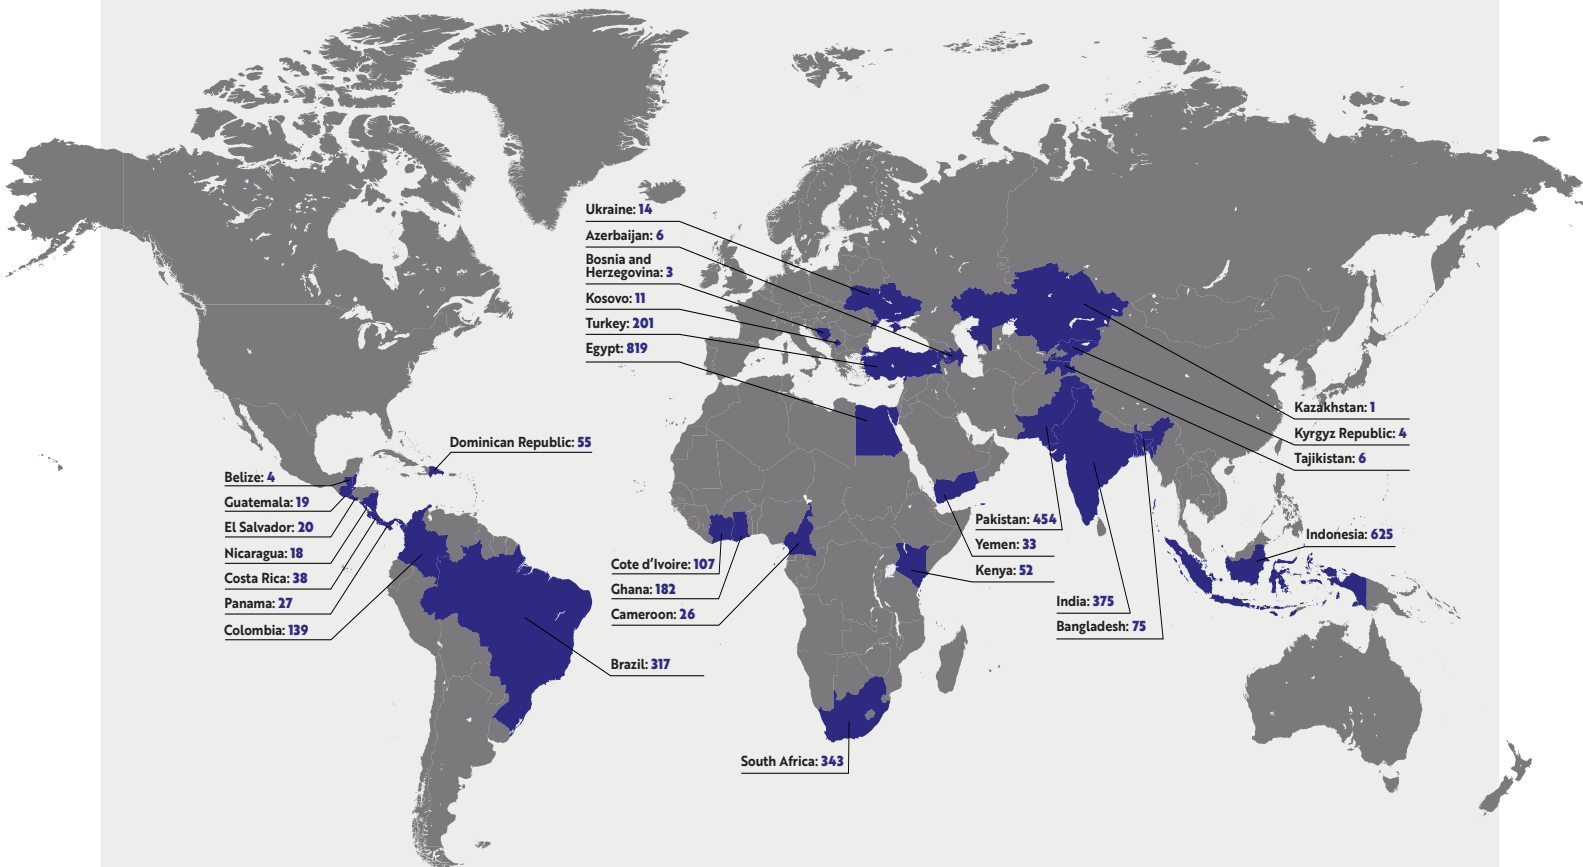 Ukraine: 14
Azerbaijan: 6
Bosnia and
Herzegovina: 3
Kosovo: 11
Turkey: 201
Egypt: 819
Kazakhstan: 1
Kyrgyz Republic: 4
Tajikistan: 6
Dominican Republic: 55
Belize: 4
Guatemala: 19
El Salvador: 20
Nicaragua: 18
Costa Rica: 38
Panama: 27
Colombia: 139
Brazil: 317
Cote d’Ivoire: 107
Ghana: 182
Cameroon: 26
Pakistan: 454
Yemen: 33
Kenya: 52
India: 375
Bangladesh: 75
Indonesia: 625
South Africa: 343